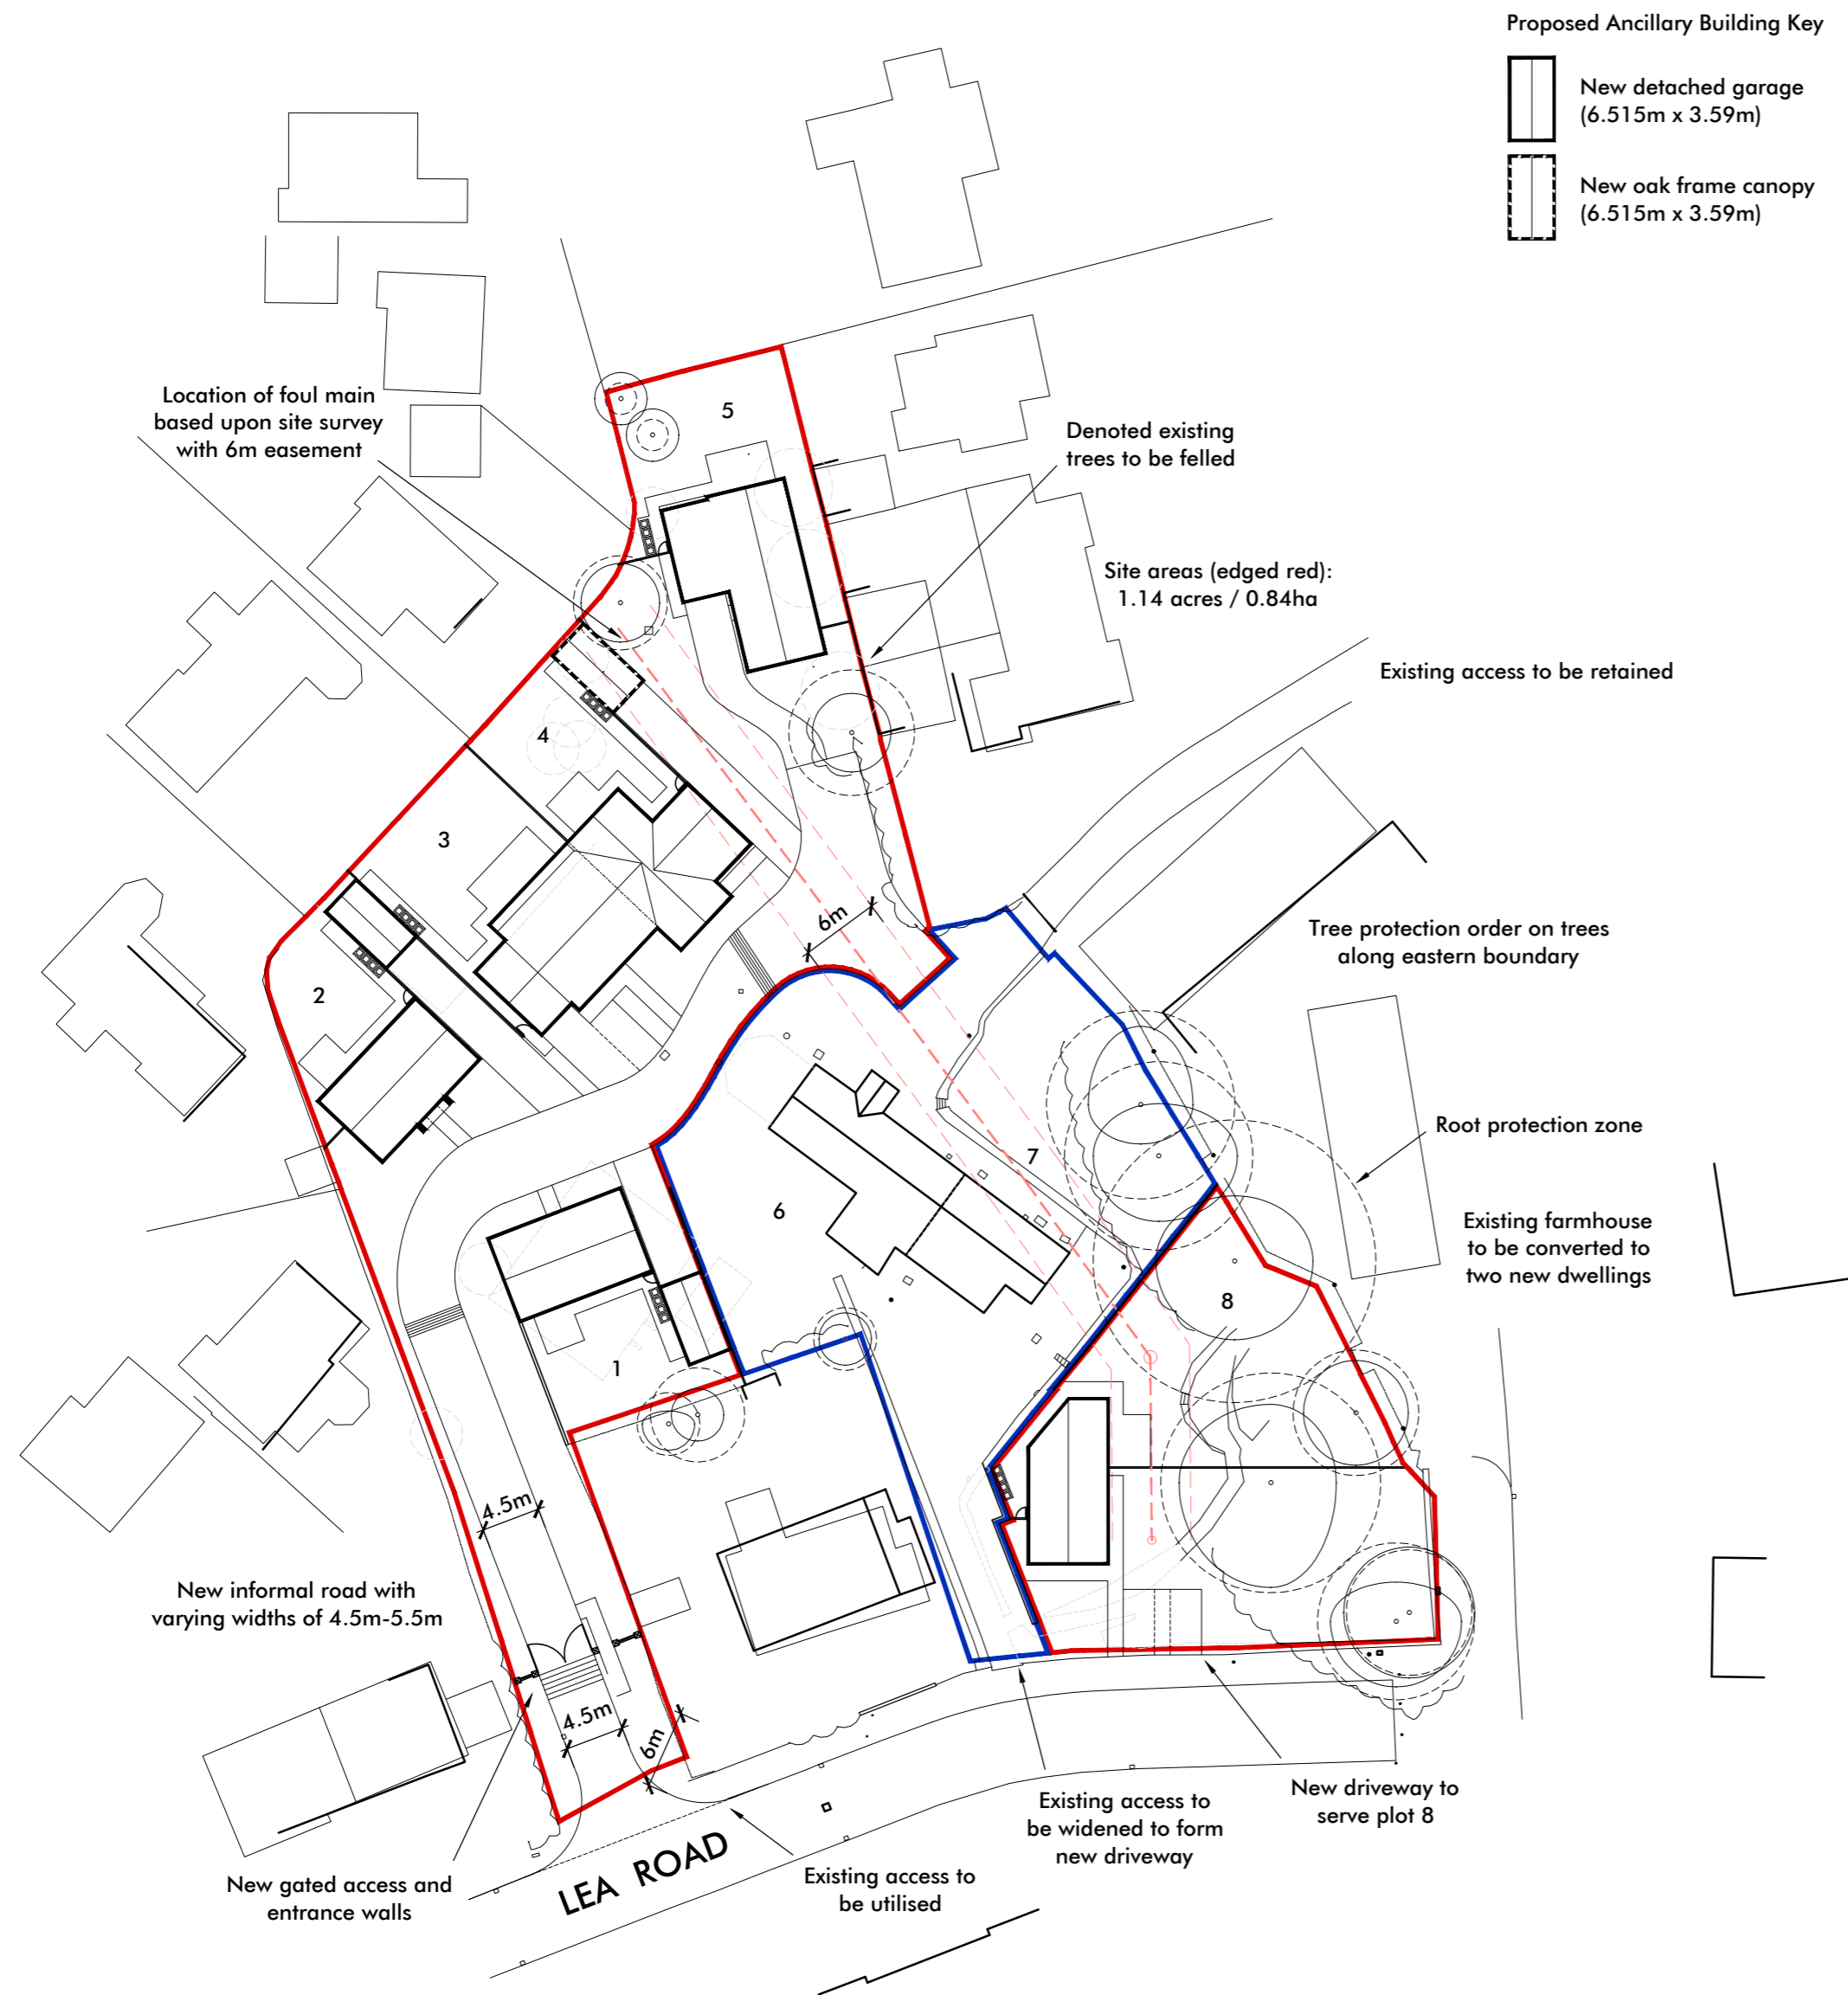 Proposed Ancillary Building Key
New detached garage
(6.515m x 3.59m)
New oak frame canopy
(6.515m x 3.59m)
Location of foul main
based upon site survey
with 6m easement
5
Denoted existing
trees to be felled
Site areas (edged red):
1.14 acres / 0.84ha
Existing access to be retained
4
3
6m
Tree protection order on trees
along eastern boundary
2
Root protection zone
7
6
Existing farmhouse
to be converted to
two new dwellings
8
1
4.5m
New informal road with
varying widths of 4.5m-5.5m
4.5m
6m
New driveway to
serve plot 8
Existing access to
be widened to form
new driveway
LEA ROAD
Existing access to
be utilised
New gated access and
entrance walls